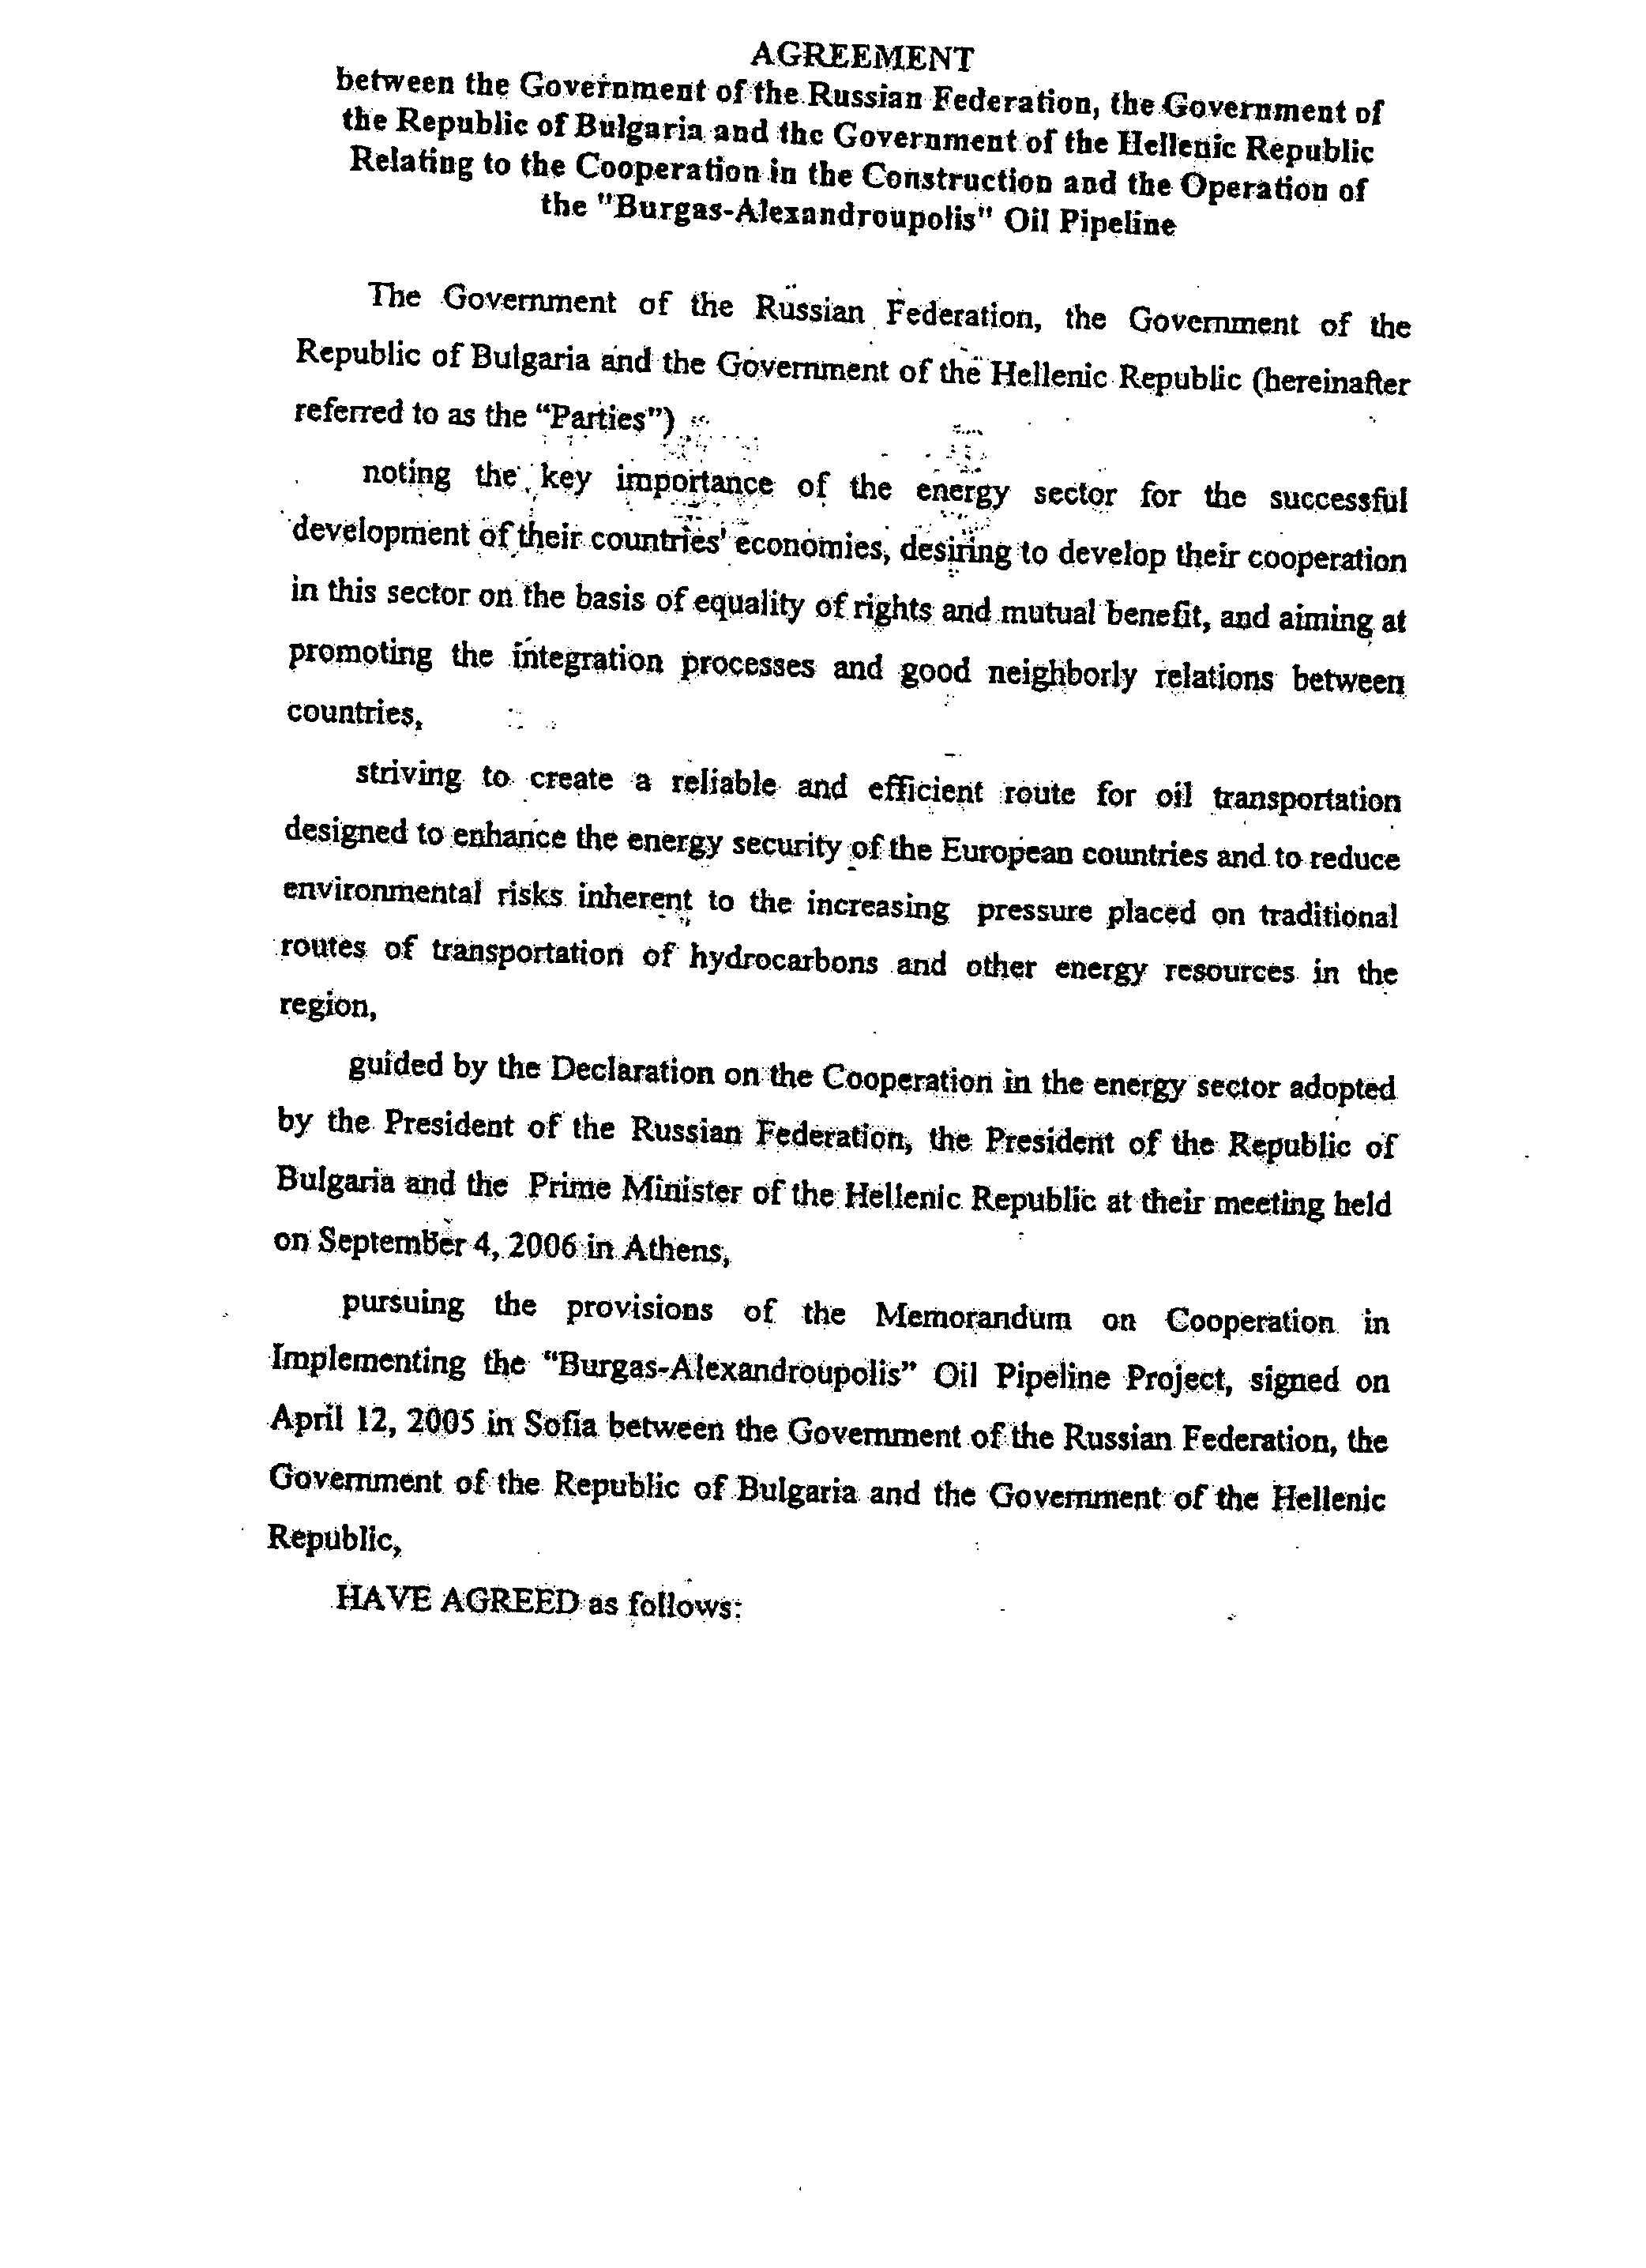 AGREEMENT
between the Government of the Russian Federation, the Government of
the Republic of Bulgaria and the Government of the Hellenic Republic
Relating to the Cooperation in the Construction and the Operation of
the "Burgas-Alexandroupolis" Oil Pipeline
The Government of the Russian Federation, the Government of the
Republic of Bulgaria and the Government of the Hellenic Republic (hereinafter
referred to as the “Parties”)
noting the key importance of the energy sector for the successful
development of their countries' economies, desiring to develop their cooperation
in this sector on the basis of equality of rights and mutual benefit, and aiming at
promoting the integration processes and good neighborly relations between
countries,
striving to create a reliable and efficient route for oil transportation
designed to enhance the energy security of the European countries and to reduce
environmental risks inherent to the increasing pressure placed on traditional
routes of transportation of hydrocarbons and other energy resources in the
region,
guided by the Declaration on the Cooperation in the energy sector adopted
by the President of the Russian Federation, the President of the Republic of
Bulgaria and the Prime Minister of the Hellenic Republic at their meeting held
on September 4, 2006 in Athens,
pursuing the provisions of the Memorandum on Cooperation in
Implementing the “Burgas-Alexandroupolis” Oil Pipeline Project, signed on
April 12, 2005 in Sofia between the Government of the Russian Federation, the
Government of the Republic of Bulgaria and the Government of the Hellenic
Republic,
HAVE AGREED as follows: